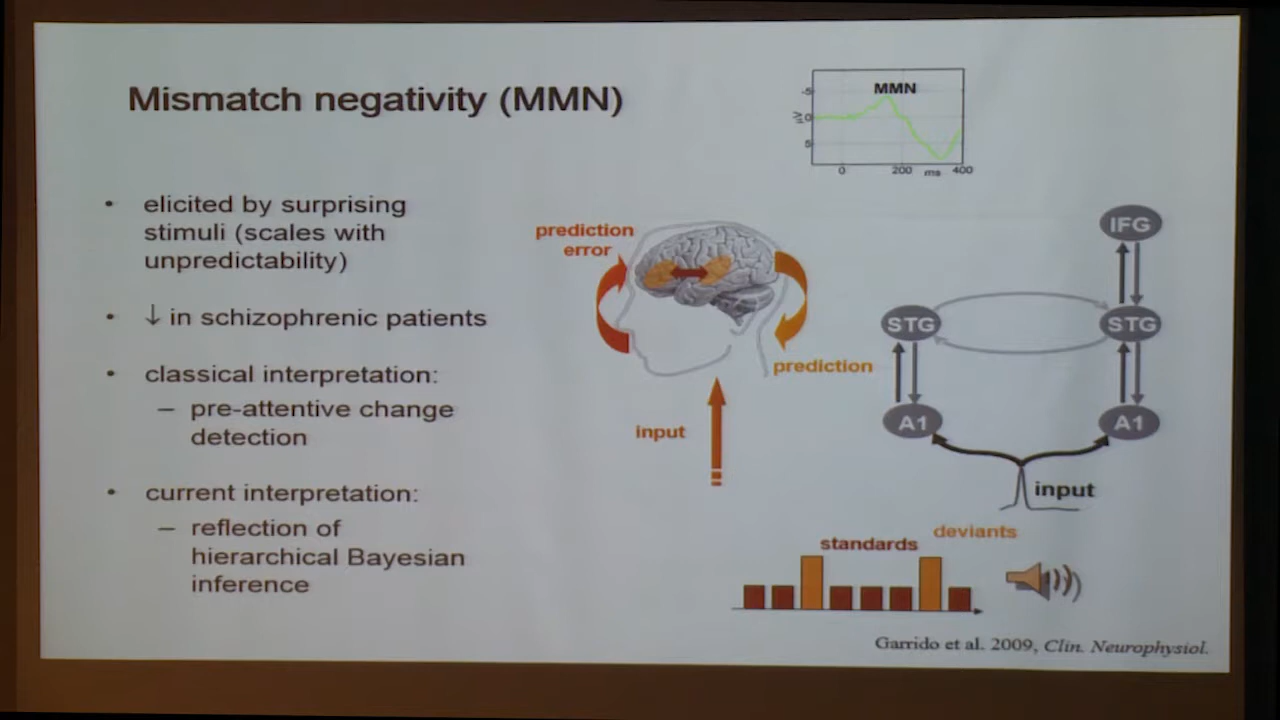 Mismatch negativity (MMN)
• elicited by surprising
stimuli (scales with
unpredictability)
• ↓ in schizophrenic patients
• classical interpretation:
– pre-attentive change
detection
• current interpretation:
– reflection of
hierarchical Bayesian
inference
MMN
-5
0
5
µV
0
200
ms
400
prediction
error
prediction
input
IFG
STG
STG
A1
A1
input
standards
deviants
Garrido et al. 2009, Clin. Neurophysiol.